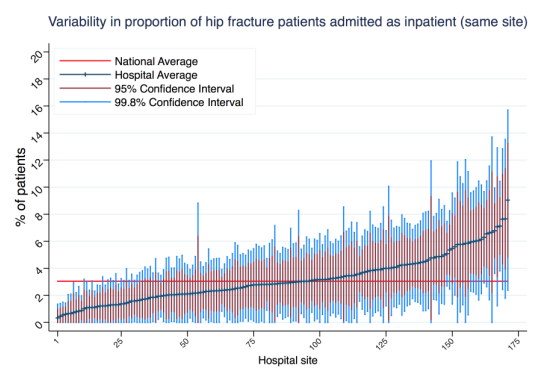 Variability in proportion of hip fracture patients admitted as inpatient (same site)
National Average
Hospital Average
95% Confidence Interval
99.8% Confidence Interval
% of patients
20
18
16
14
12
10
8
6
4
2
0
1
25
50
75
100
125
150
175
Hospital site